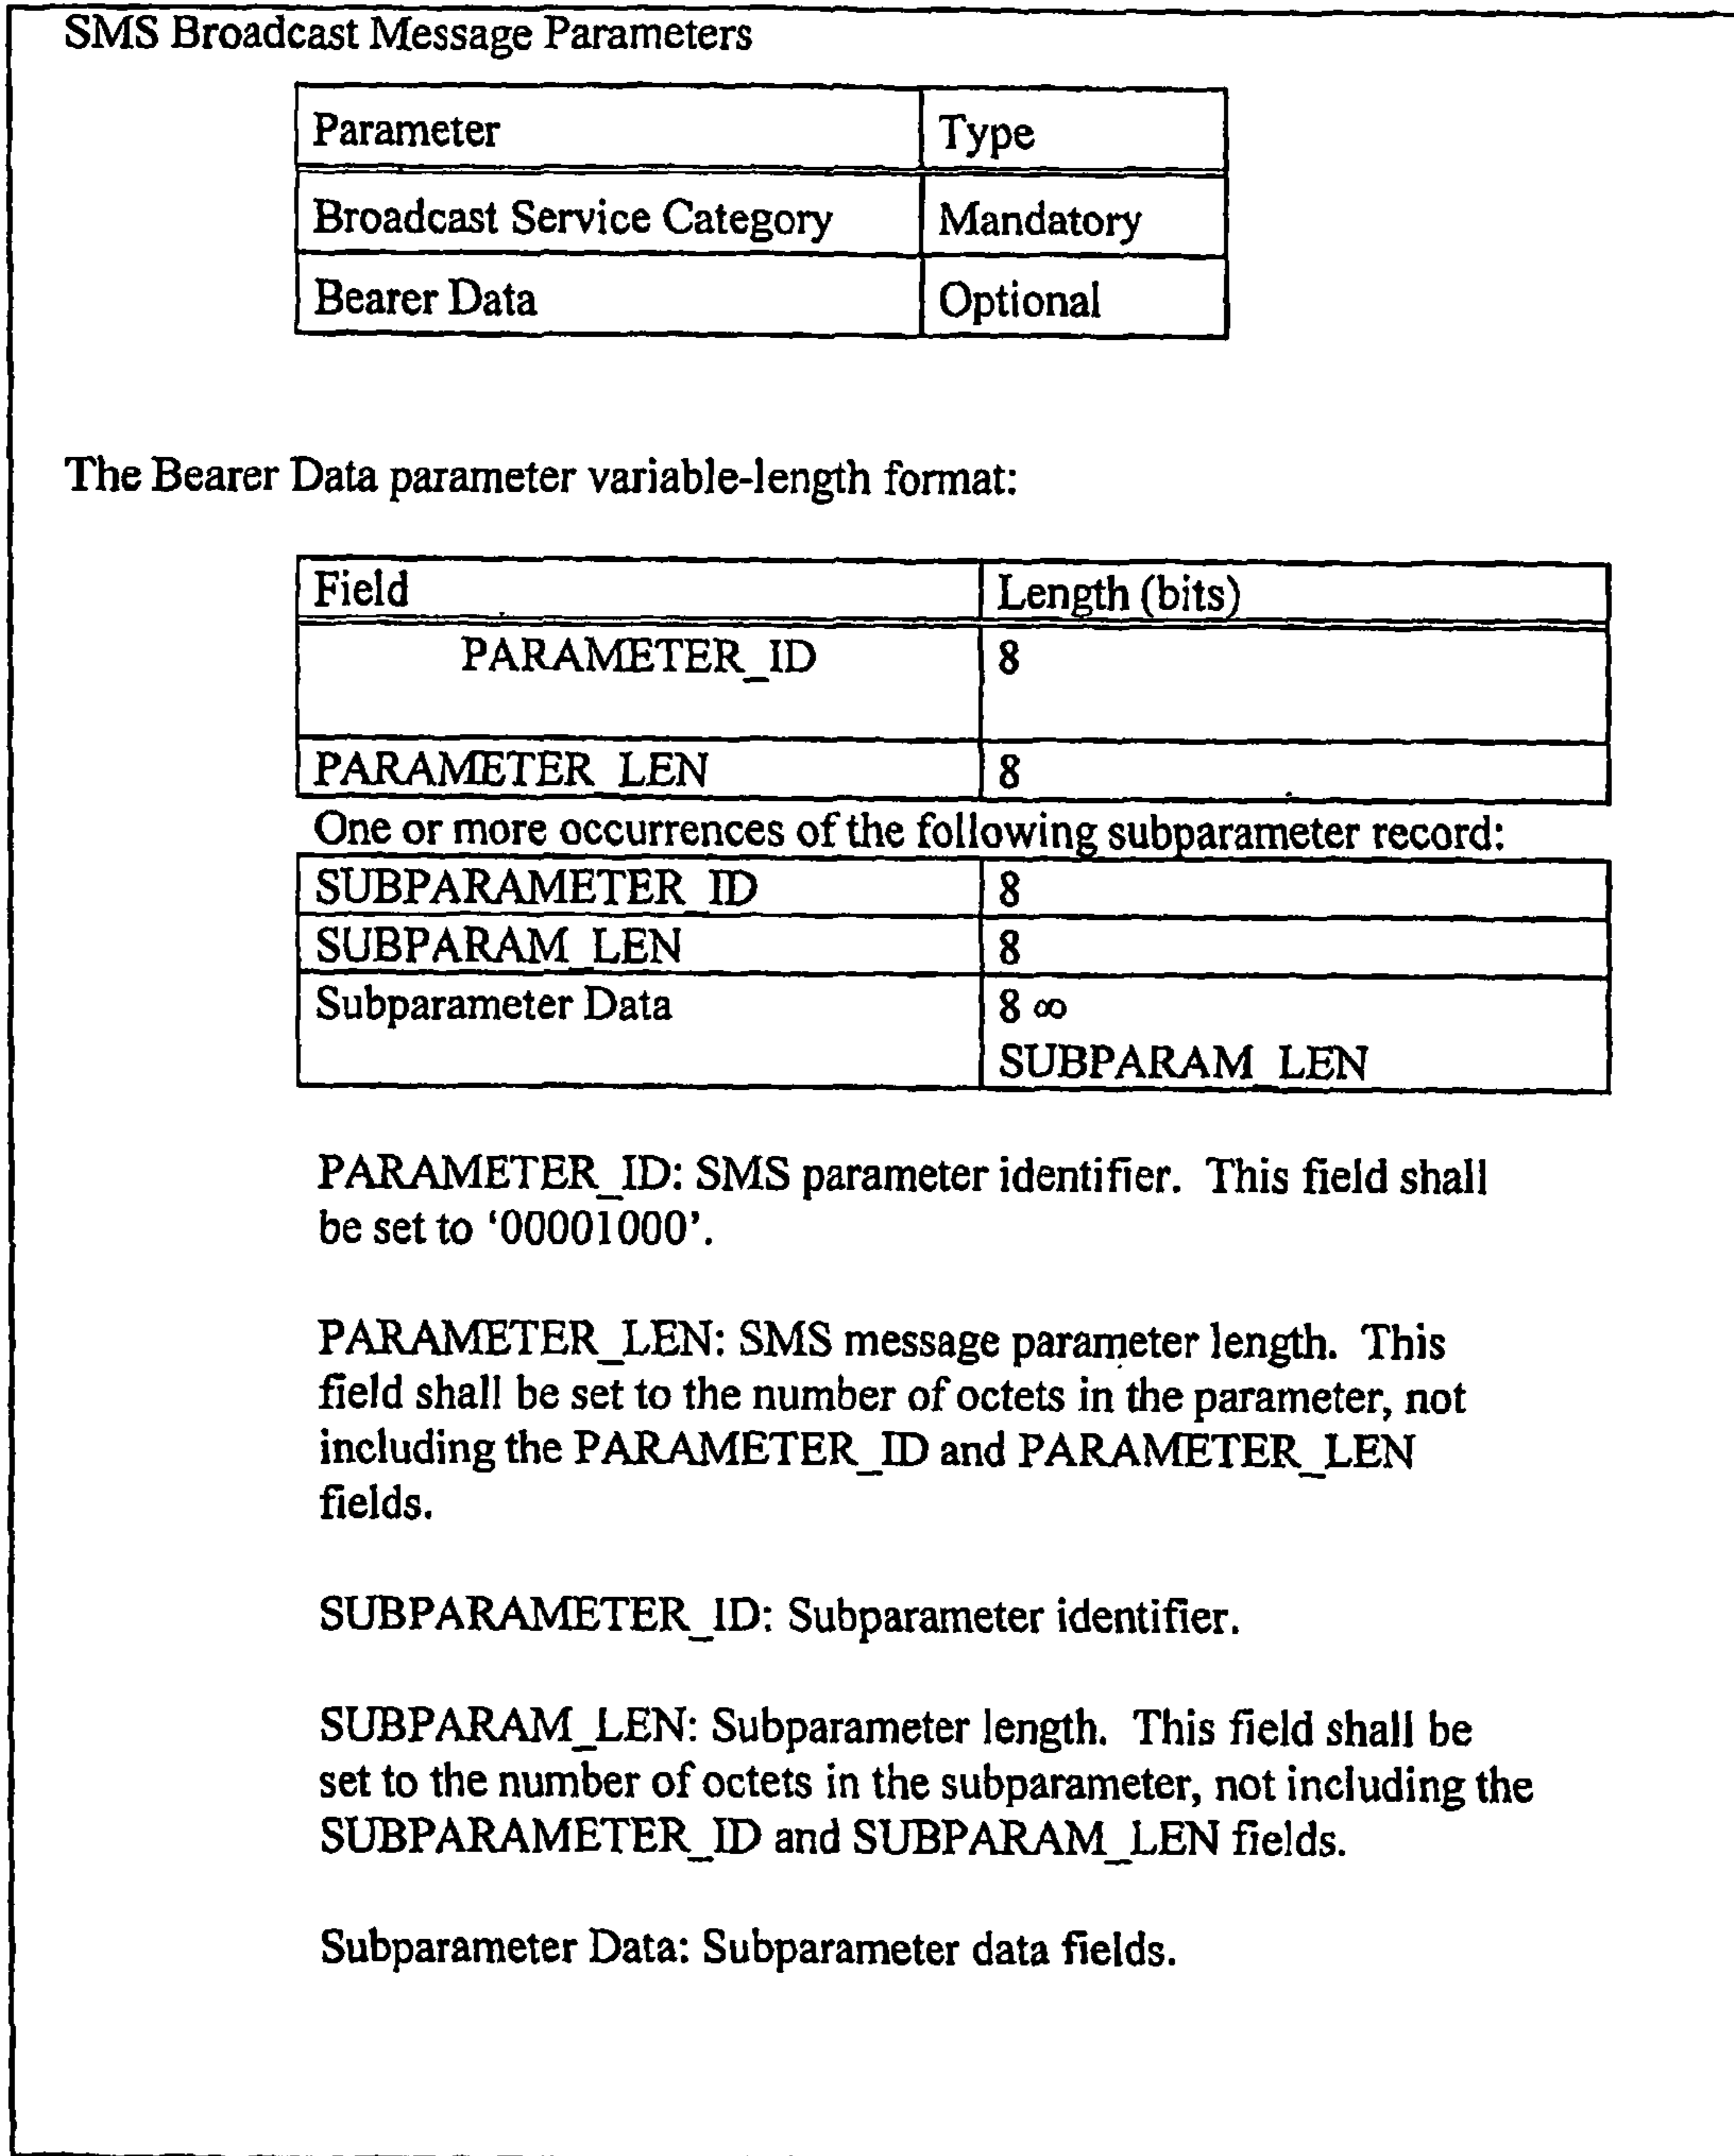 SMS Broadcast Message Parameters
Parameter Type
Broadcast Service Category Mandatory
Bearer Data Optional
The Bearer Data parameter variable-length format:
Field Length (bits)
PARAMETER_ID 8
PARAMETER_LEN 8
One or more occurrences of the following subparameter record:
SUBPARAMETER_ID 8
SUBPARAM_LEN 8
Subparameter Data 8 ∞
SUBPARAM_LEN
PARAMETER_ID: SMS parameter identifier. This field shall
be set to ‘00001000’.
PARAMETER_LEN: SMS message parameter length. This
field shall be set to the number of octets in the parameter, not
including the PARAMETER_ID and PARAMETER_LEN
fields.
SUBPARAMETER_ID: Subparameter identifier.
SUBPARAM_LEN: Subparameter length. This field shall be
set to the number of octets in the subparameter, not including the
SUBPARAMETER_ID and SUBPARAM_LEN fields.
Subparameter Data: Subparameter data fields.